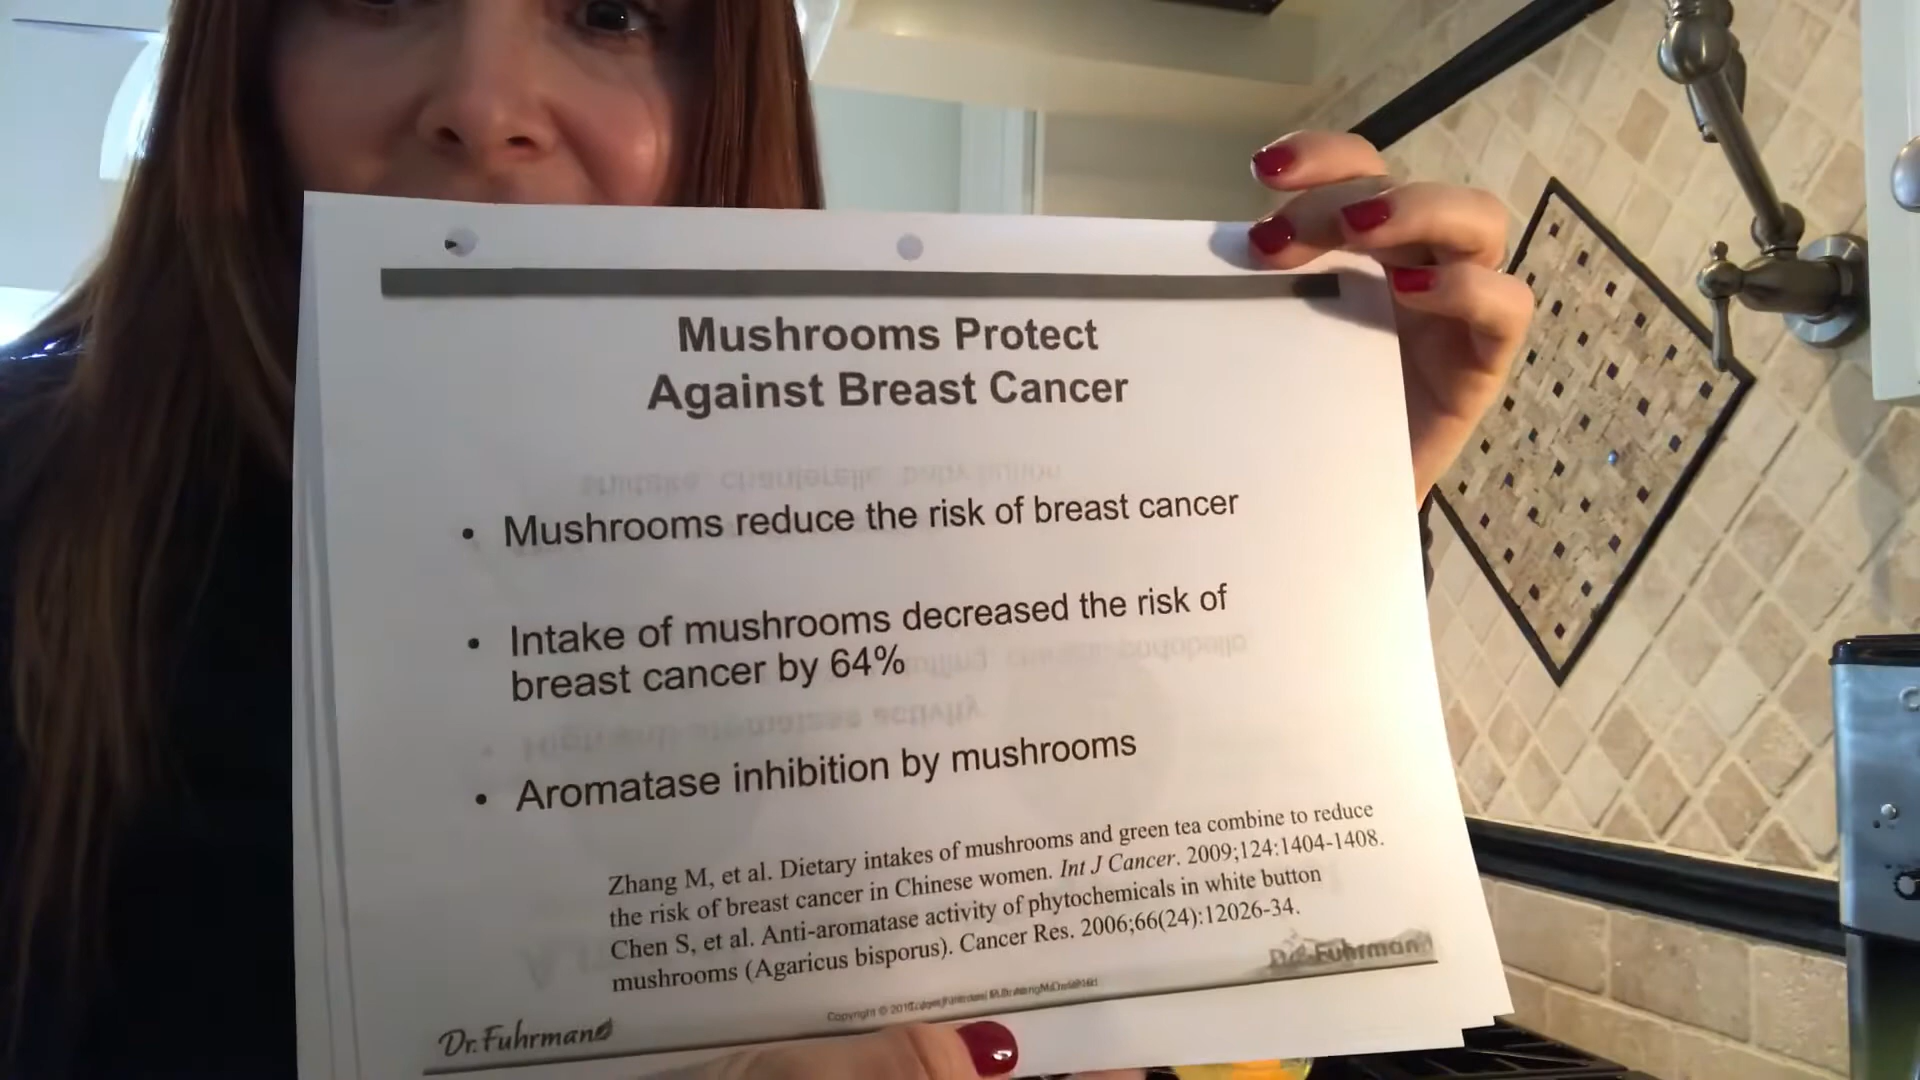 Mushrooms Protect
Against Breast Cancer
• Mushrooms reduce the risk of breast cancer
• Intake of mushrooms decreased the risk of
breast cancer by 64%
• Aromatase inhibition by mushrooms
Zhang M, et al. Dietary intakes of mushrooms and green tea combine to reduce
the risk of breast cancer in Chinese women. Int J Cancer. 2009;124:1404-1408.
Chen S, et al. Anti-aromatase activity of phytochemicals in white button
mushrooms (Agaricus bisporus). Cancer Res. 2006;66(24):12026-34.
Dr. Fuhrman
Copyright ©
Dr. Fuhrman